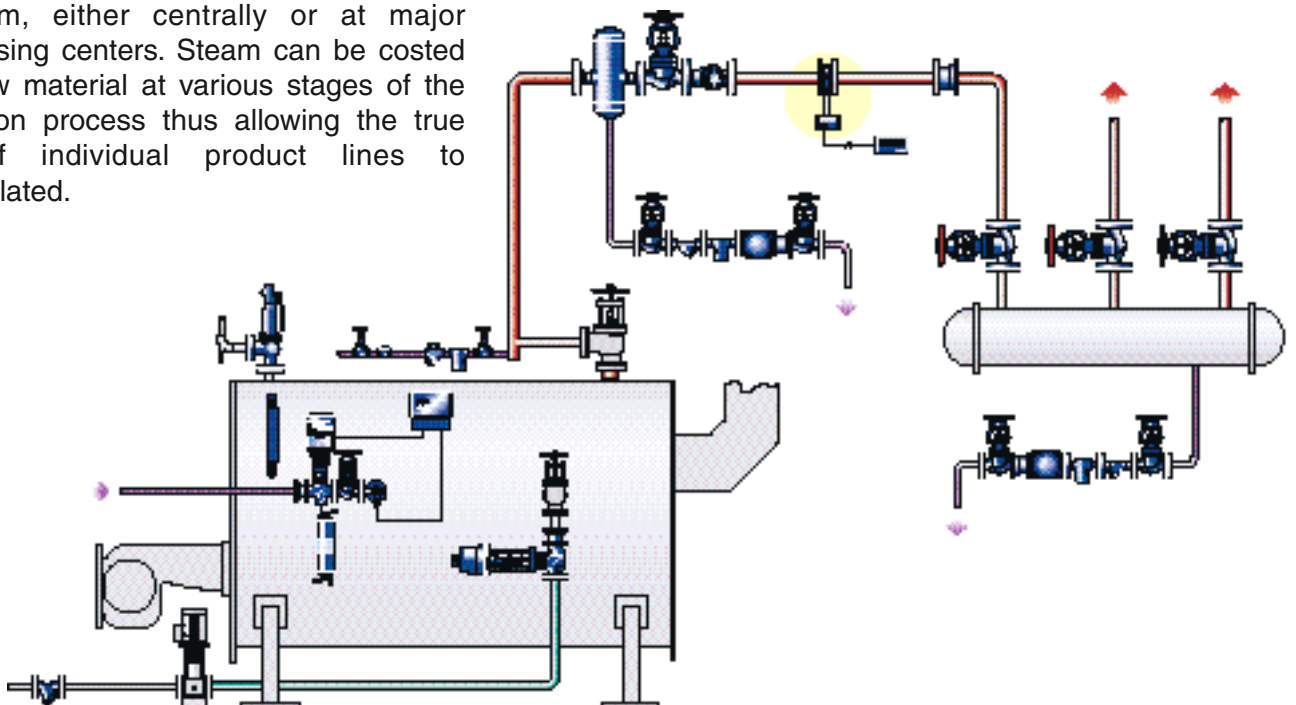 m, either centrally or at major
sing centers. Steam can be costed
w material at various stages of the
on process thus allowing the true
f individual product lines to
lated.